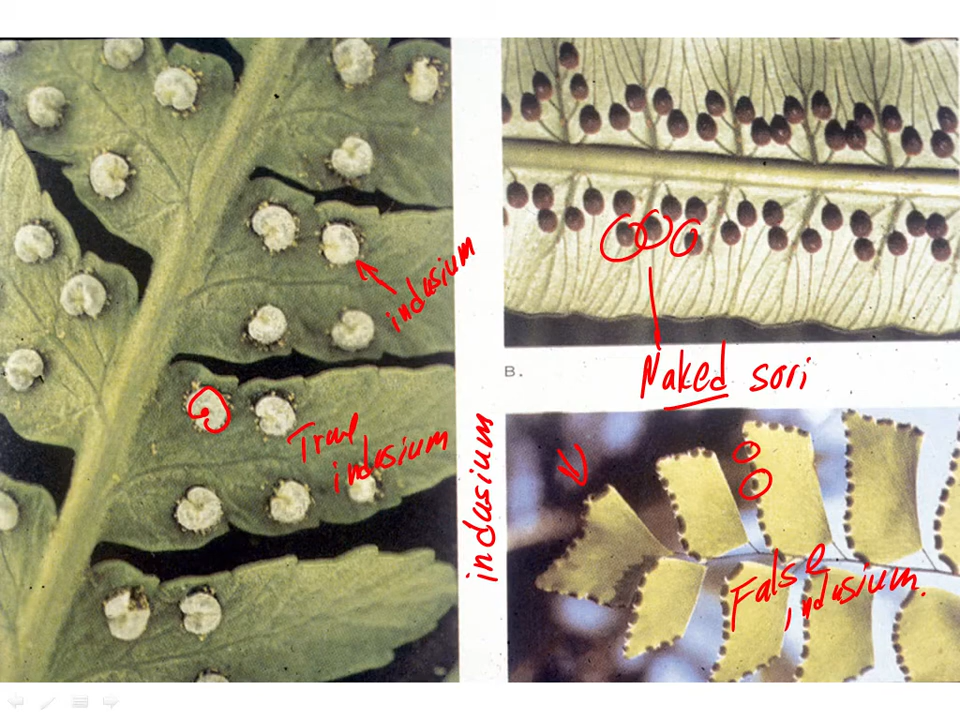 indusium
True
indusium
indusium
B.
Naked sori
False
indusium.